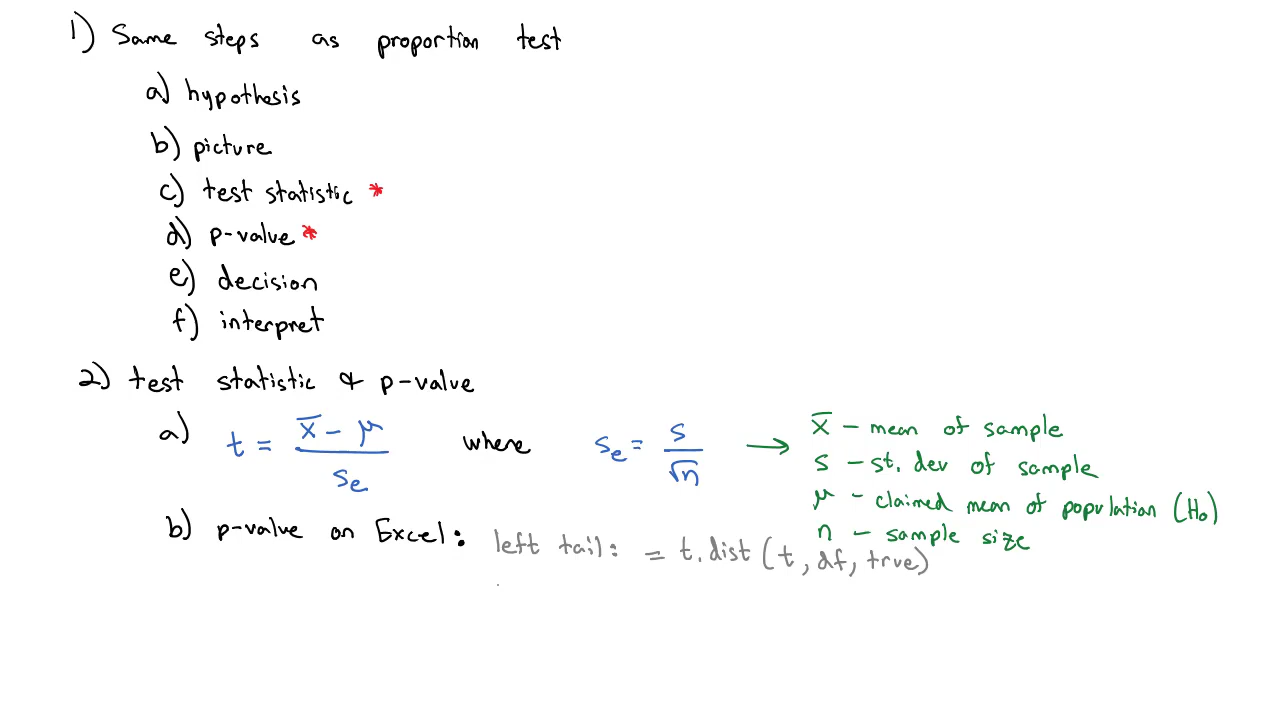 1) Same steps as proportion test
a) hypothesis
b) picture
c) test statistic *
d) p-value *
e) decision
f) interpret
2) test statistic & p-value
a) t = (x̄ - μ) / se where se = s / √n → x̄ - mean of sample
s - st. dev of sample
μ - claimed mean of population (H₀)
n - sample size
b) p-value on Excel: left tail: = t.dist(t, df, true)